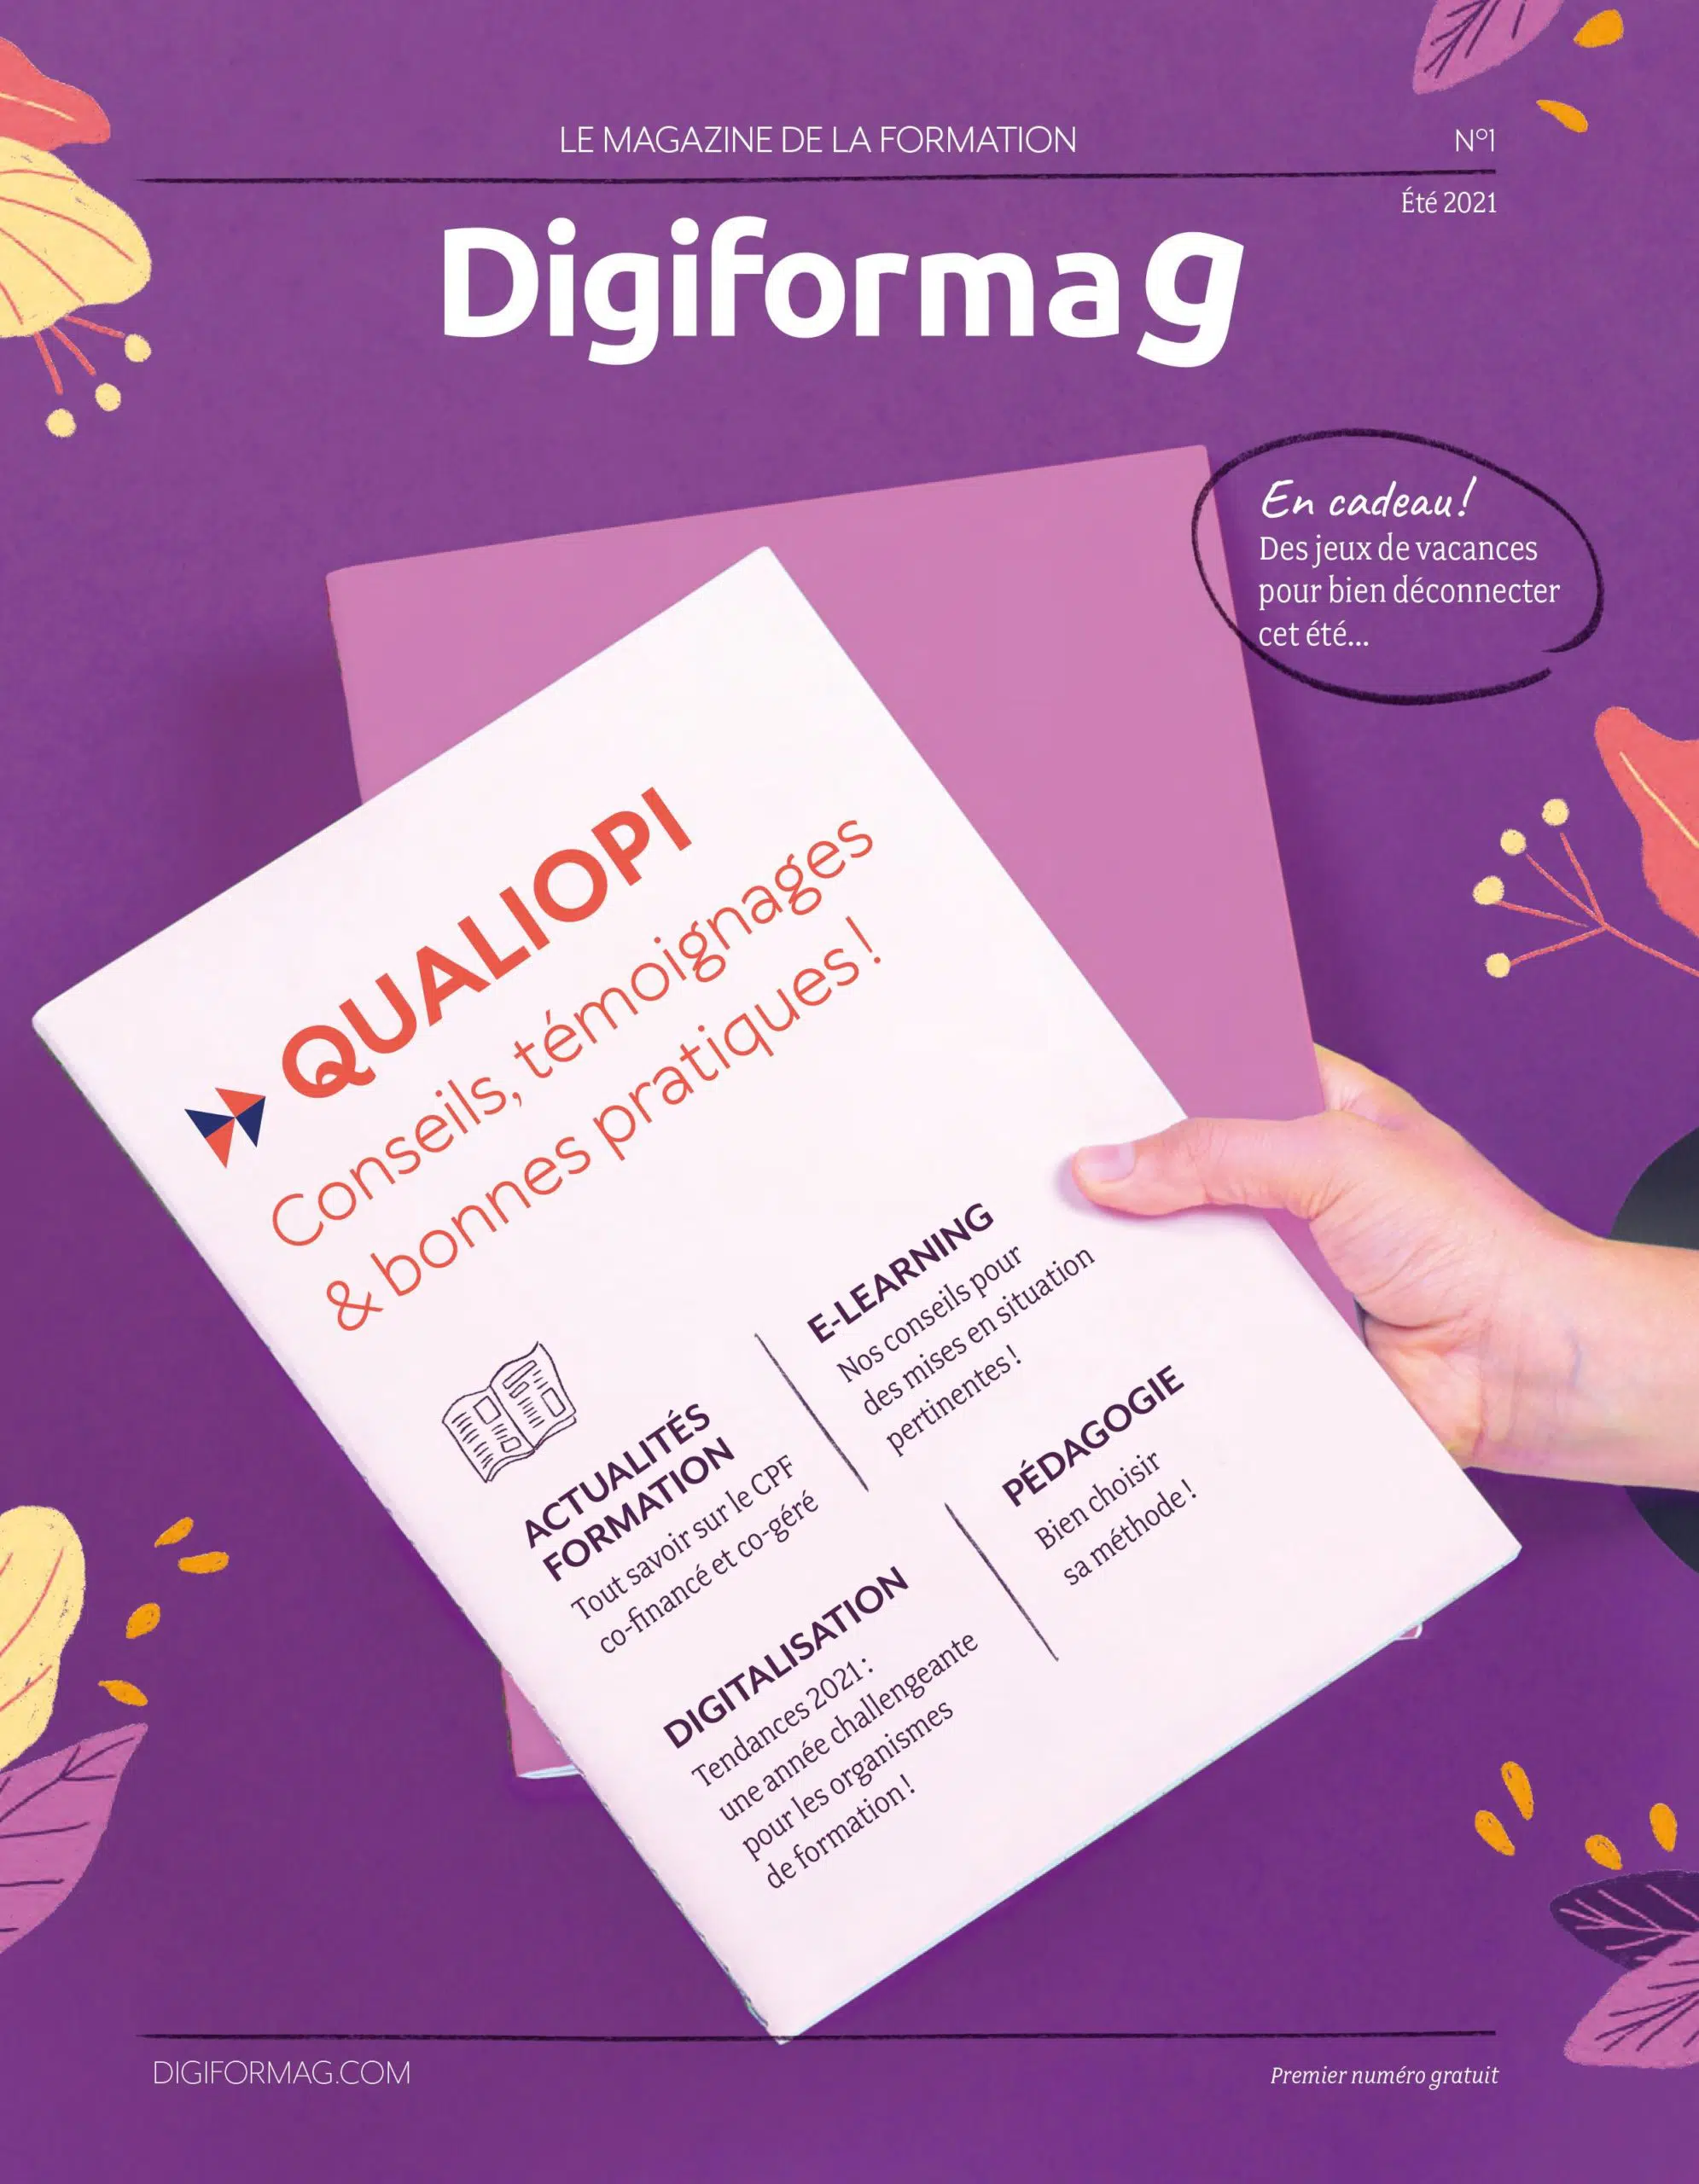 LE MAGAZINE DE LA FORMATION
N°1
Été 2021
Digiformag
En cadeau!
Des jeux de vacances
pour bien déconnecter
cet été...
QUALIOPI
Conseils, témoignages
& bonnes pratiques !
ACTUALITÉS
FORMATION
Tout savoir sur le CPF
co-financé et co-géré
E-LEARNING
Nos conseils pour
des mises en situation
pertinentes !
DIGITALISATION
Tendances 2021 :
une année challengeante
pour les organismes
de formation !
PÉDAGOGIE
Bien choisir
sa méthode !
DIGIFORMAG.COM
Premier numéro gratuit